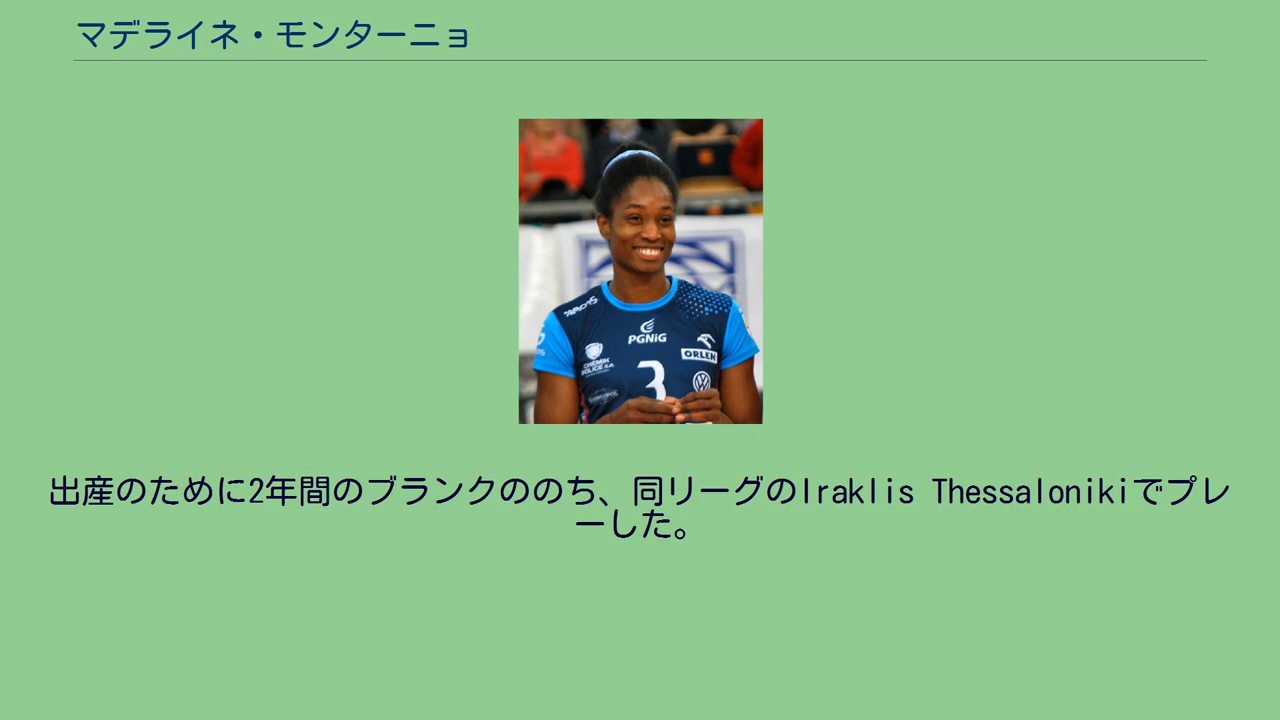 マデライネ・モンターニョ
PGNiG
ORLEN
CHEMIK
POLICE S.A.
3
出産のために2年間のブランクののち、同リーグのIraklis Thessalonikiでプレ
ーした。